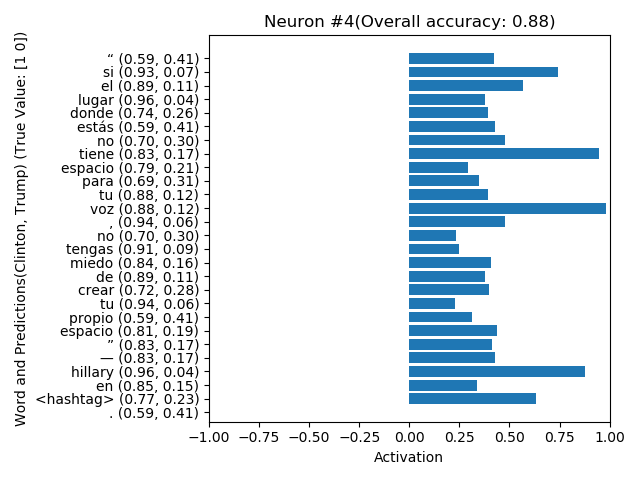 Neuron #4(Overall accuracy: 0.88)
Word and Predictions(Clinton, Trump) (True Value: [1 0])
“ (0.59, 0.41)
si (0.93, 0.07)
el (0.89, 0.11)
lugar (0.96, 0.04)
donde (0.74, 0.26)
estás (0.59, 0.41)
no (0.70, 0.30)
tiene (0.83, 0.17)
espacio (0.79, 0.21)
para (0.69, 0.31)
tu (0.88, 0.12)
voz (0.88, 0.12)
, (0.94, 0.06)
no (0.70, 0.30)
tengas (0.91, 0.09)
miedo (0.84, 0.16)
de (0.89, 0.11)
crear (0.72, 0.28)
tu (0.94, 0.06)
propio (0.59, 0.41)
espacio (0.81, 0.19)
” (0.83, 0.17)
— (0.83, 0.17)
hillary (0.96, 0.04)
en (0.85, 0.15)
<hashtag> (0.77, 0.23)
. (0.59, 0.41)
−1.00 −0.75 −0.50 −0.25 0.00 0.25 0.50 0.75 1.00
Activation